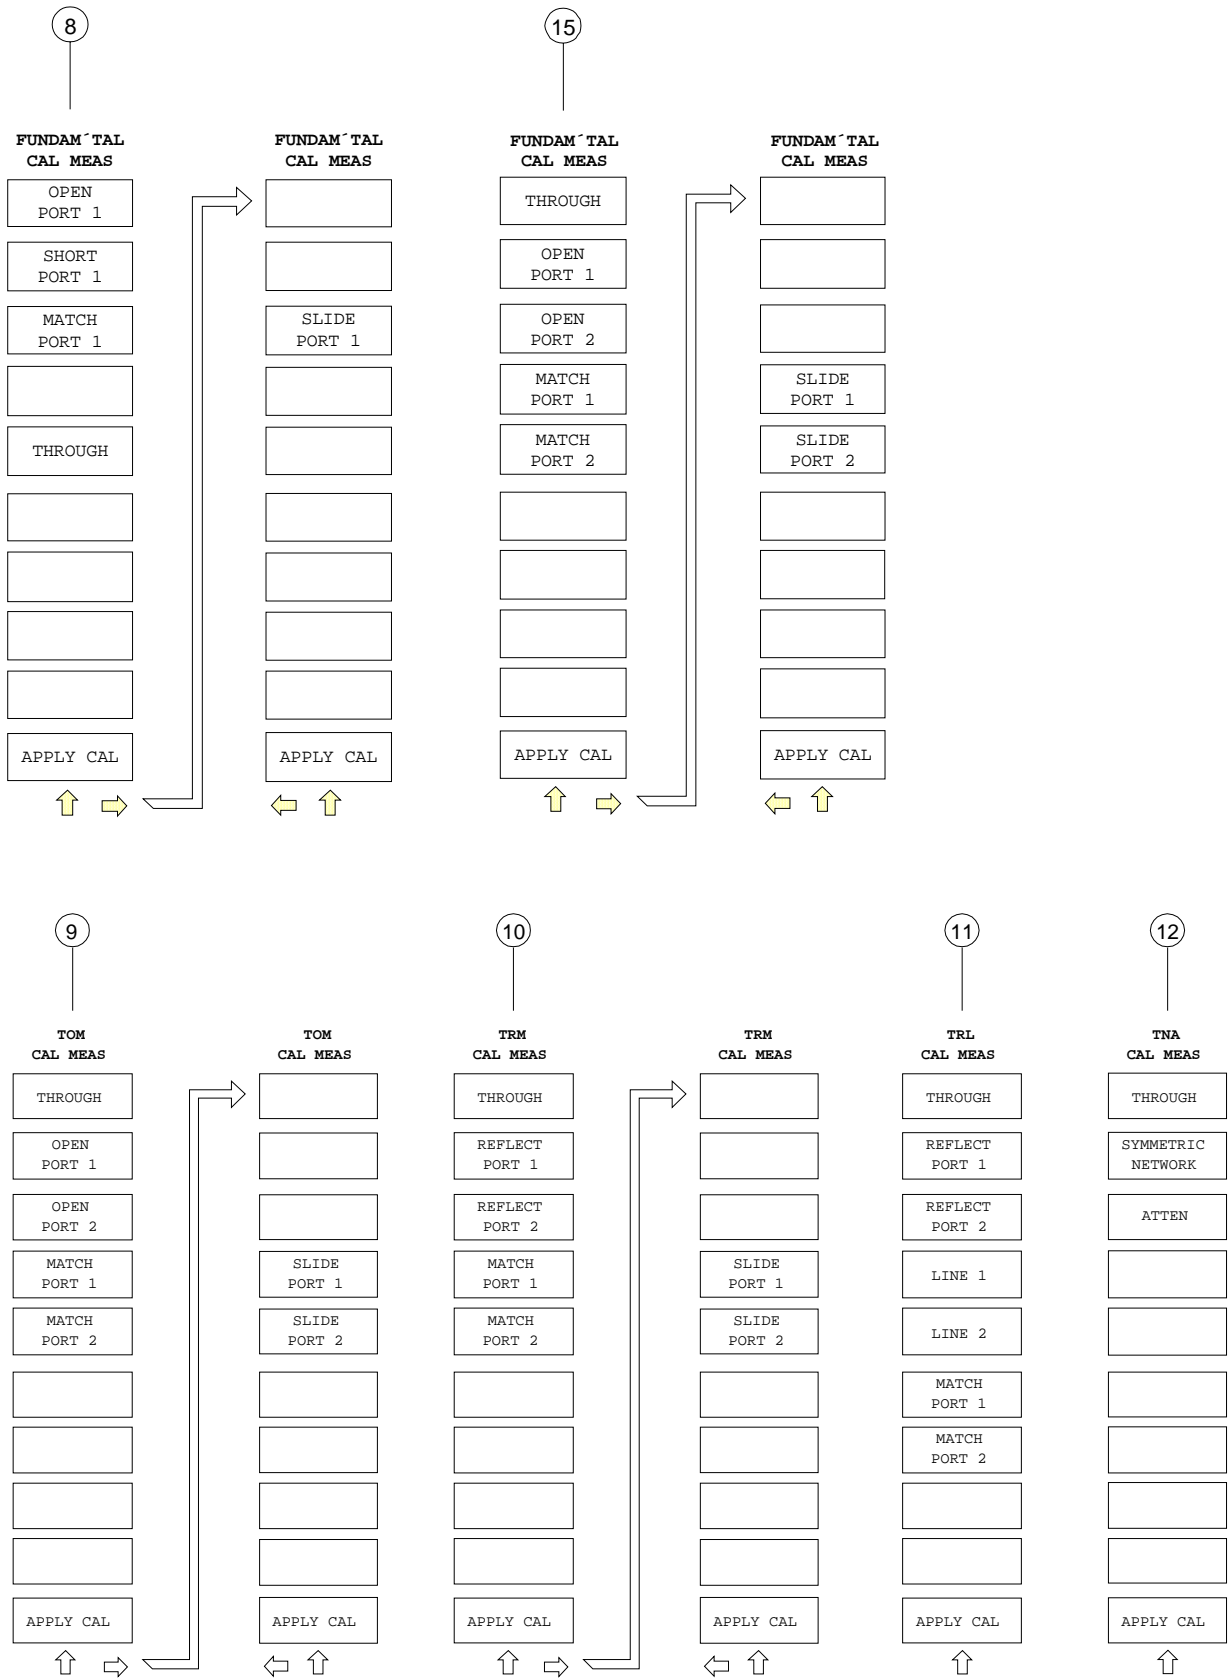 8
FUNDAM´TAL
CAL MEAS
OPEN
PORT 1
SHORT
PORT 1
MATCH
PORT 1
THROUGH
APPLY CAL
FUNDAM´TAL
CAL MEAS
SLIDE
PORT 1
APPLY CAL
15
FUNDAM´TAL
CAL MEAS
THROUGH
OPEN
PORT 1
OPEN
PORT 2
MATCH
PORT 1
MATCH
PORT 2
APPLY CAL
FUNDAM´TAL
CAL MEAS
SLIDE
PORT 1
SLIDE
PORT 2
APPLY CAL
9
TOM
CAL MEAS
THROUGH
OPEN
PORT 1
OPEN
PORT 2
MATCH
PORT 1
MATCH
PORT 2
APPLY CAL
TOM
CAL MEAS
SLIDE
PORT 1
SLIDE
PORT 2
APPLY CAL
10
TRM
CAL MEAS
THROUGH
REFLECT
PORT 1
REFLECT
PORT 2
MATCH
PORT 1
MATCH
PORT 2
APPLY CAL
TRM
CAL MEAS
SLIDE
PORT 1
SLIDE
PORT 2
APPLY CAL
11
TRL
CAL MEAS
THROUGH
REFLECT
PORT 1
REFLECT
PORT 2
LINE 1
LINE 2
MATCH
PORT 1
MATCH
PORT 2
APPLY CAL
12
TNA
CAL MEAS
THROUGH
SYMMETRIC
NETWORK
ATTEN
APPLY CAL